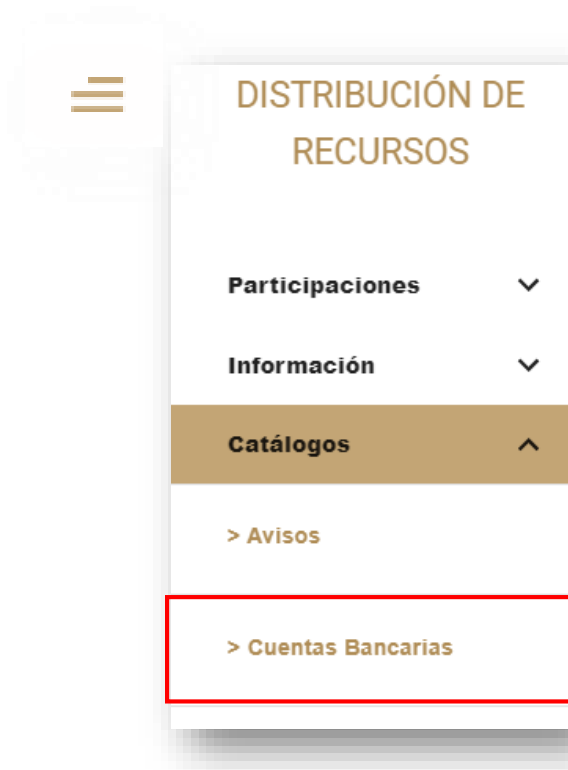 DISTRIBUCIÓN DE
RECURSOS
Participaciones
Información
Catálogos
> Avisos
> Cuentas Bancarias